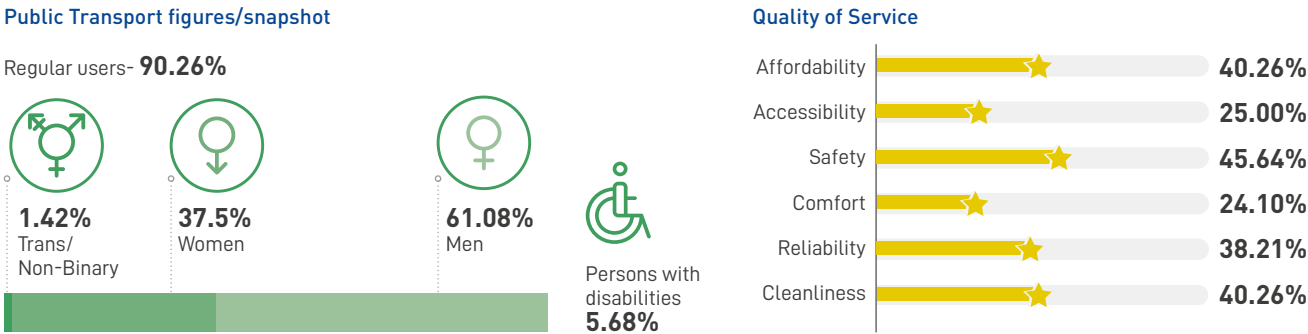 Public Transport figures/snapshot
Regular users- 90.26%
1.42%
Trans/
Non-Binary
37.5%
Women
61.08%
Men
Persons with
disabilities
5.68%
Quality of Service
Affordability 40.26%
Accessibility 25.00%
Safety 45.64%
Comfort 24.10%
Reliability 38.21%
Cleanliness 40.26%